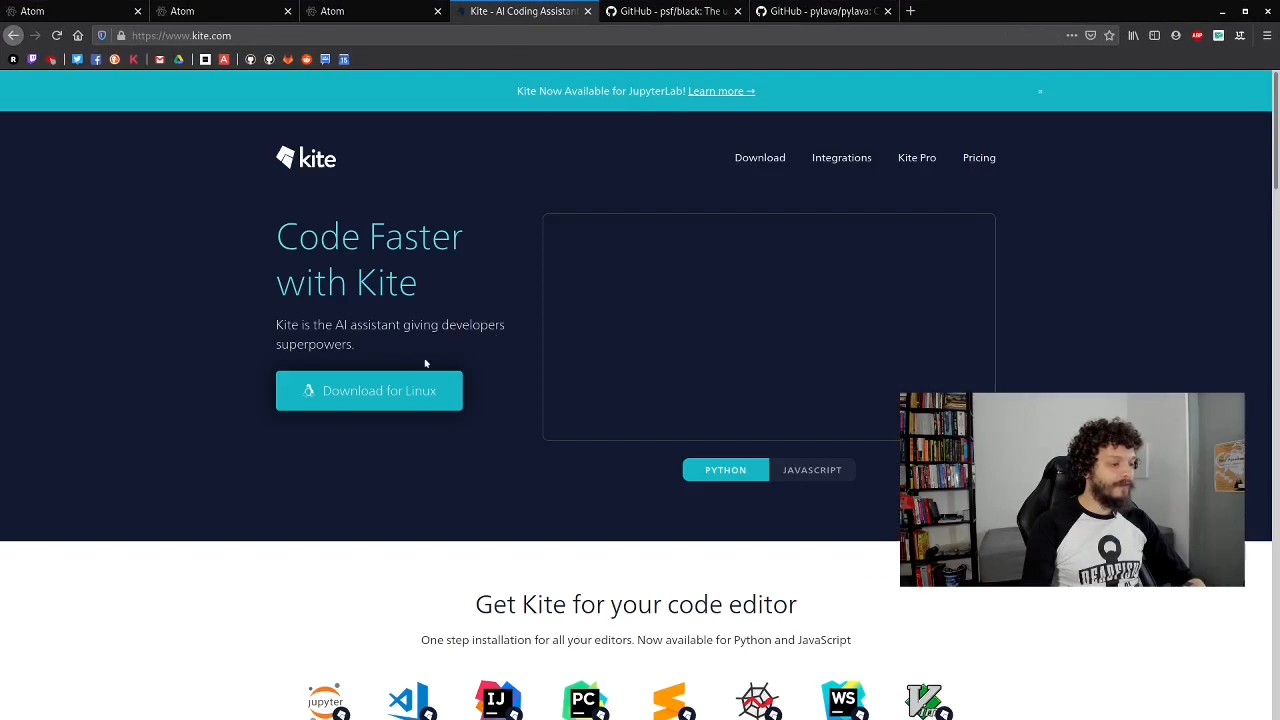 Atom
Atom
Atom
Kite - AI Coding Assistant
GitHub - psf/black: The u
GitHub - pylava/pylava: C
https://www.kite.com
Kite Now Available for JupyterLab! Learn more →
kite
Download
Integrations
Kite Pro
Pricing
Code Faster
with Kite
Kite is the AI assistant giving developers
superpowers.
Download for Linux
PYTHON
JAVASCRIPT
Get Kite for your code editor
One step installation for all your editors. Now available for Python and JavaScript
jupyter
IJ
PC
WS